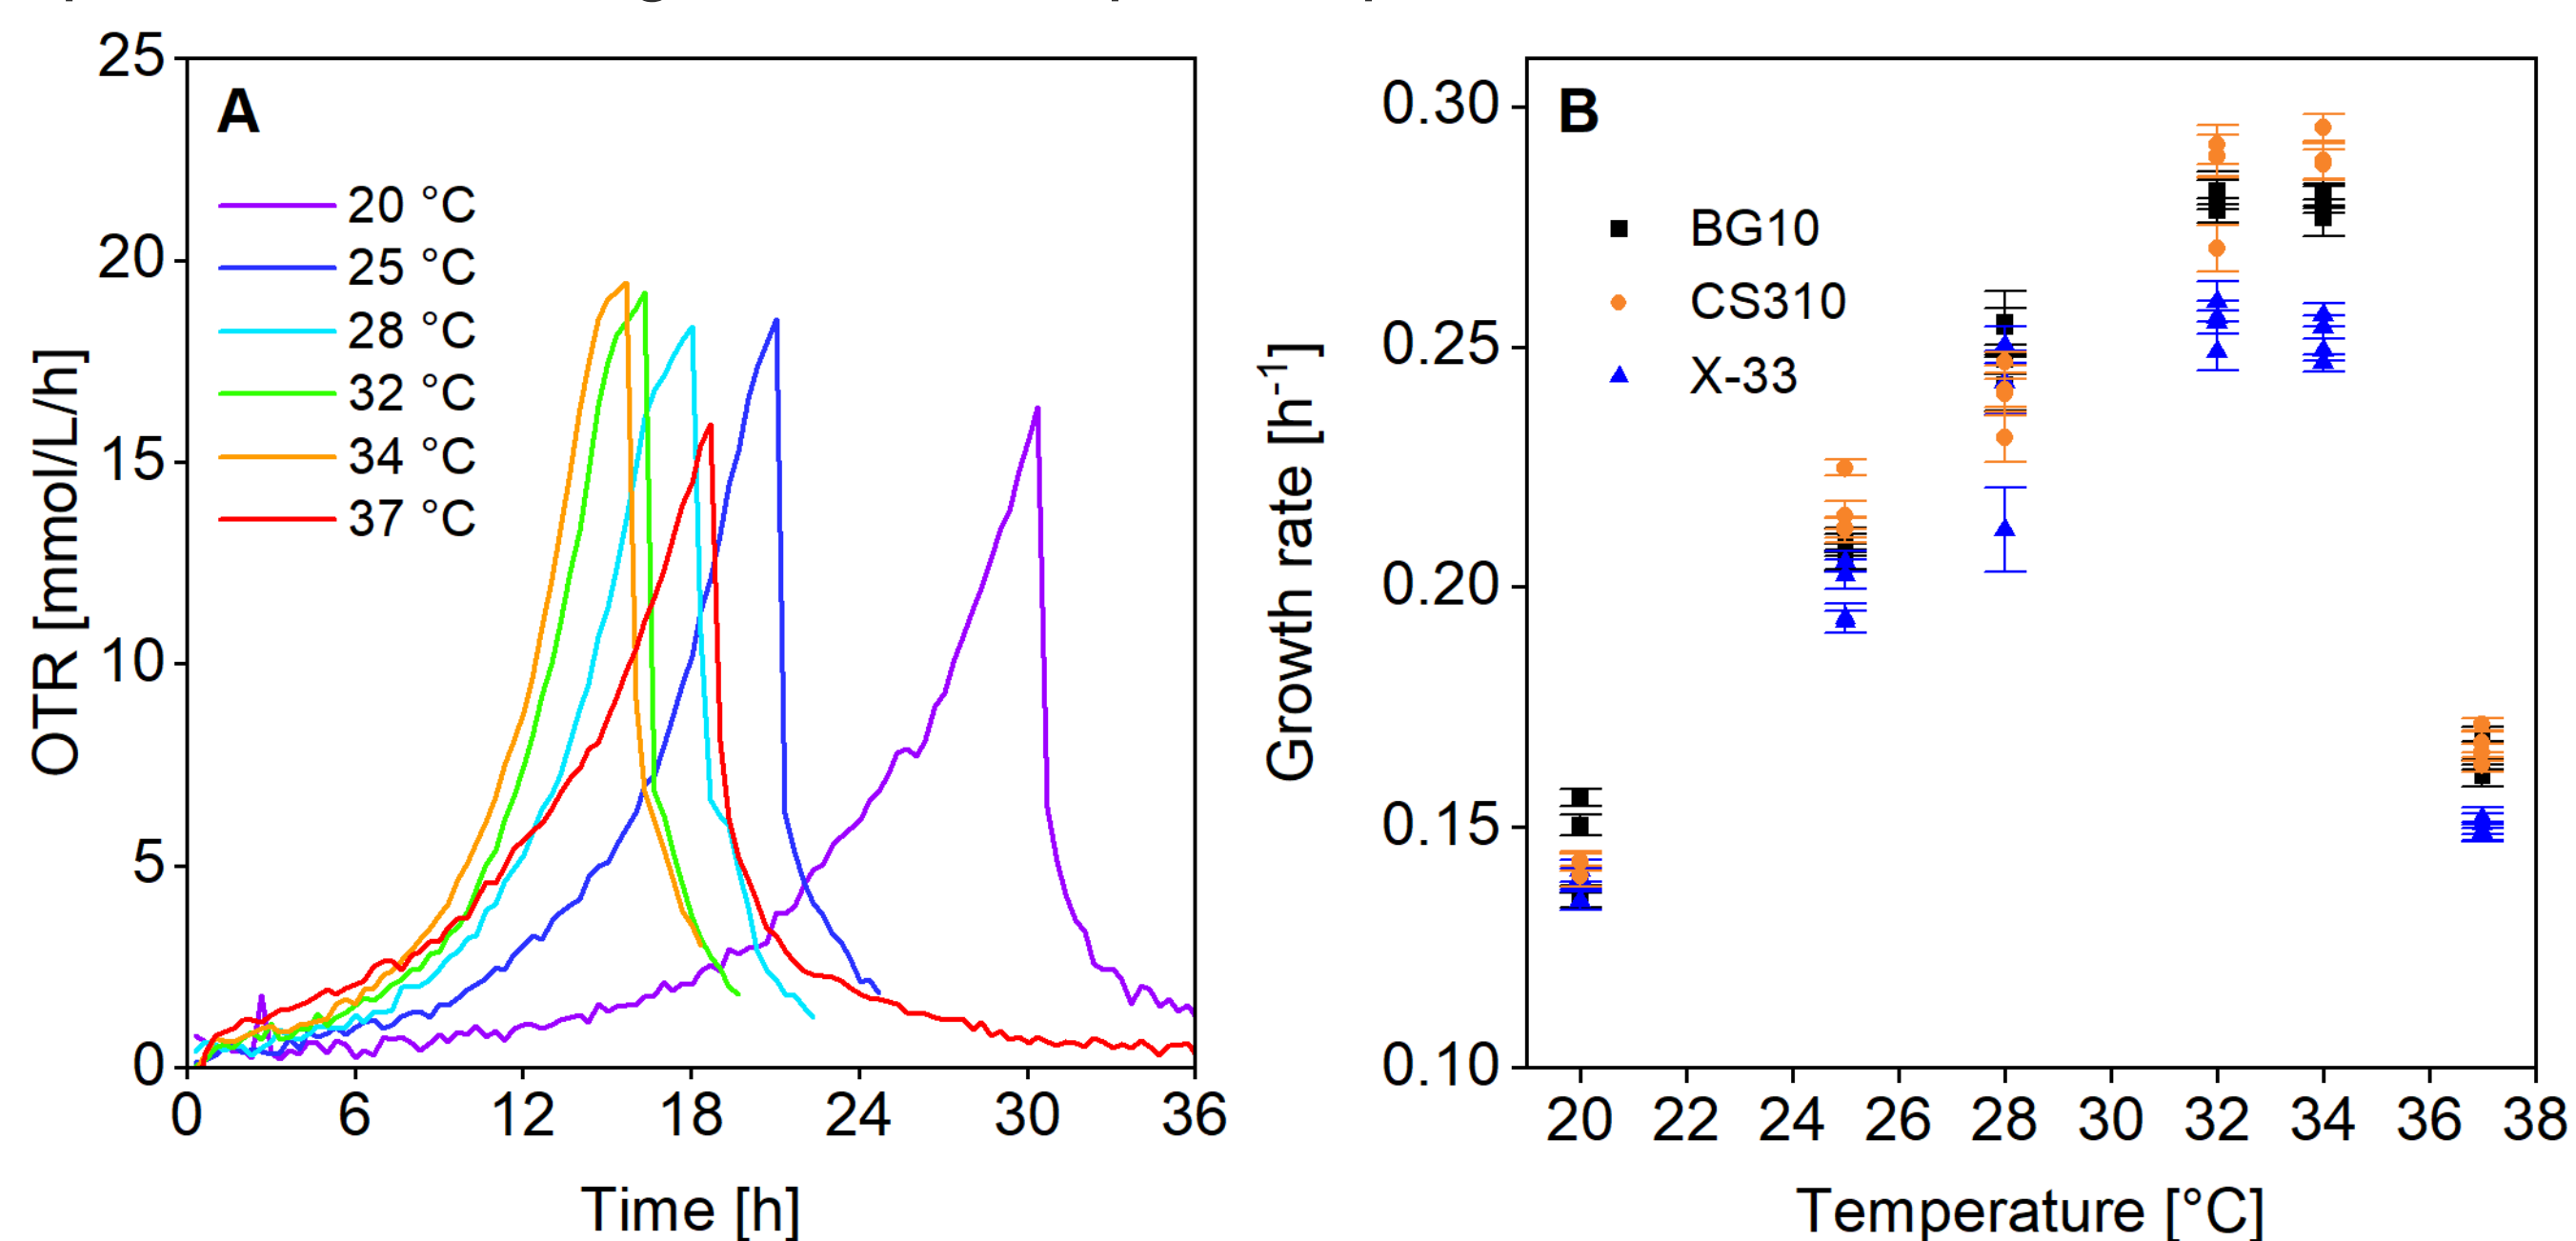 A
25
20
15
10
5
0
OTR [mmol/L/h]
20 °C
25 °C
28 °C
32 °C
34 °C
37 °C
0 6 12 18 24 30 36
Time [h]
B
0.30
0.25
0.20
0.15
0.10
Growth rate [h⁻¹]
BG10
CS310
X-33
20 22 24 26 28 30 32 34 36 38
Temperature [°C]